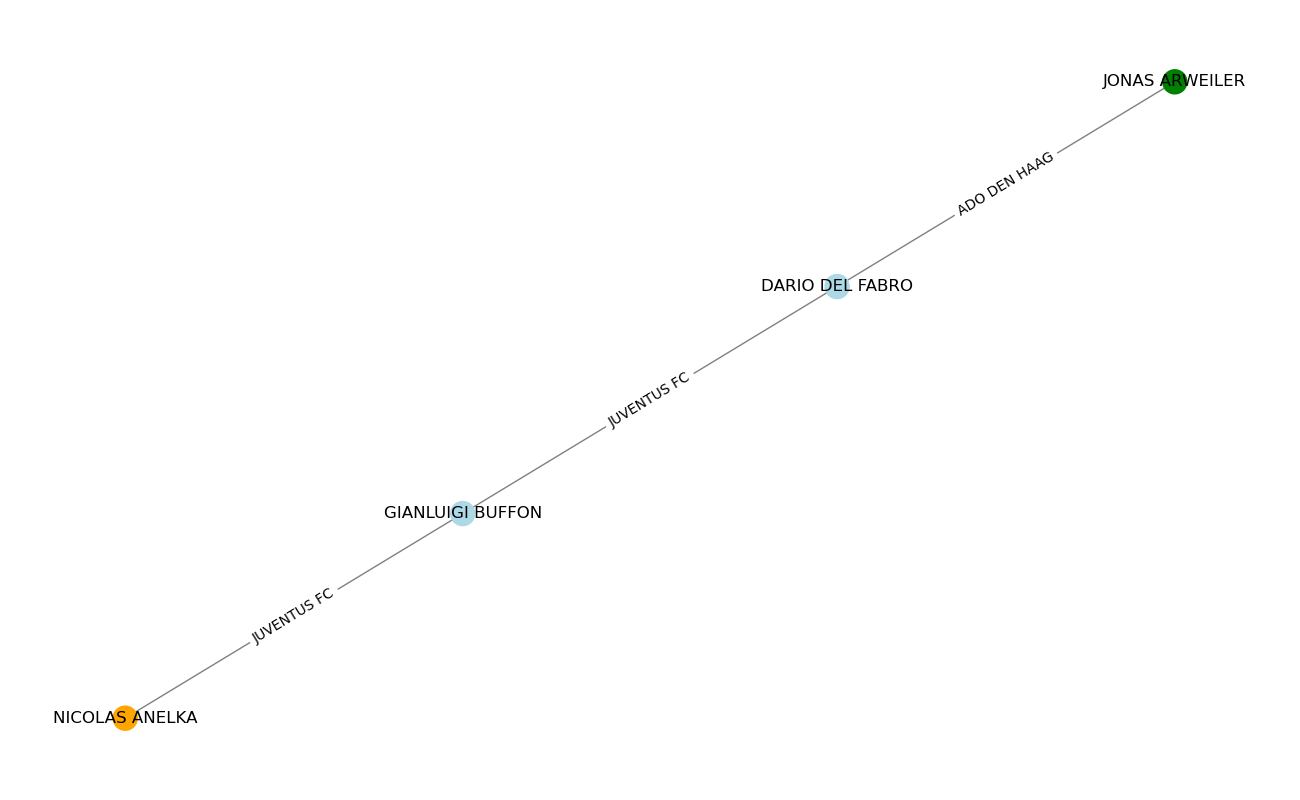 JONAS ARWEILER
ADO DEN HAAG
DARIO DEL FABRO
JUVENTUS FC
GIANLUIGI BUFFON
JUVENTUS FC
NICOLAS ANELKA